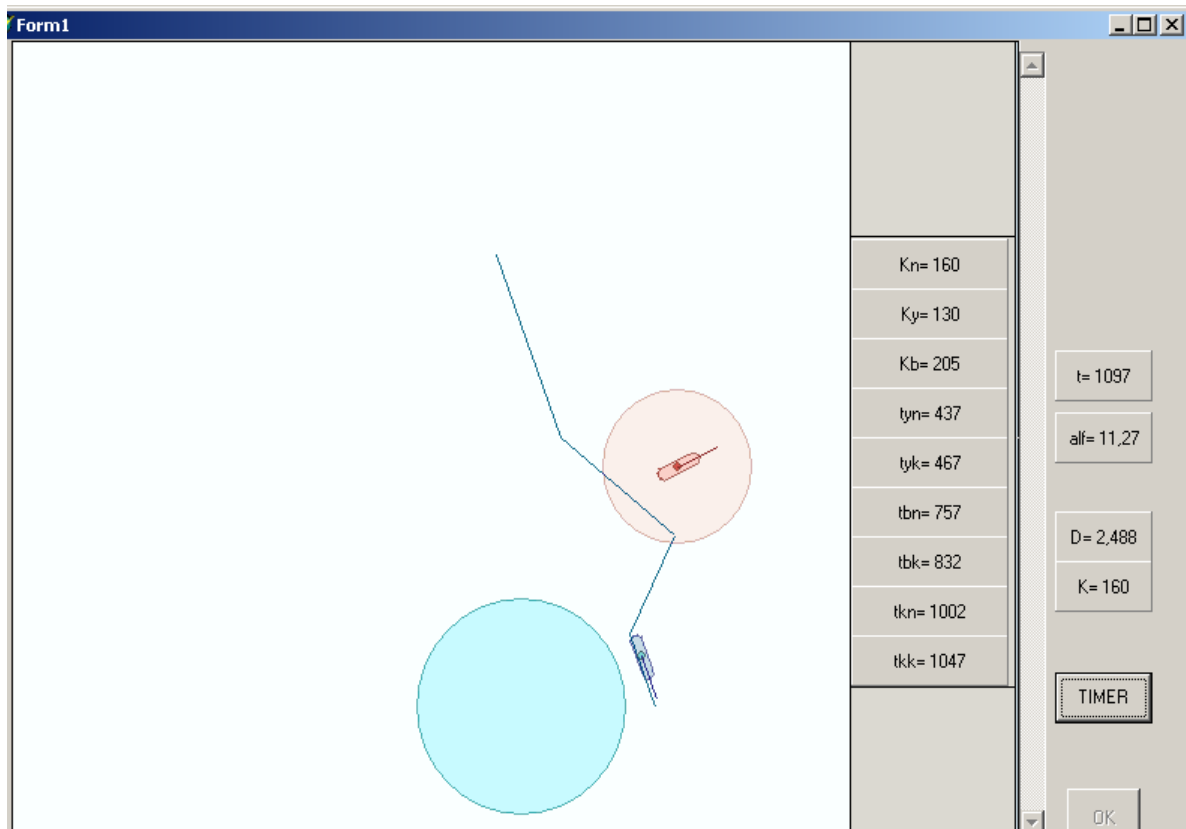 Form1
Kn= 160
Ky= 130
Kb= 205
tyn= 437
tyk= 467
tbn= 757
tbk= 832
tkn= 1002
tkk= 1047
t= 1097
alf= 11,27
D= 2,488
K= 160
TIMER
OK